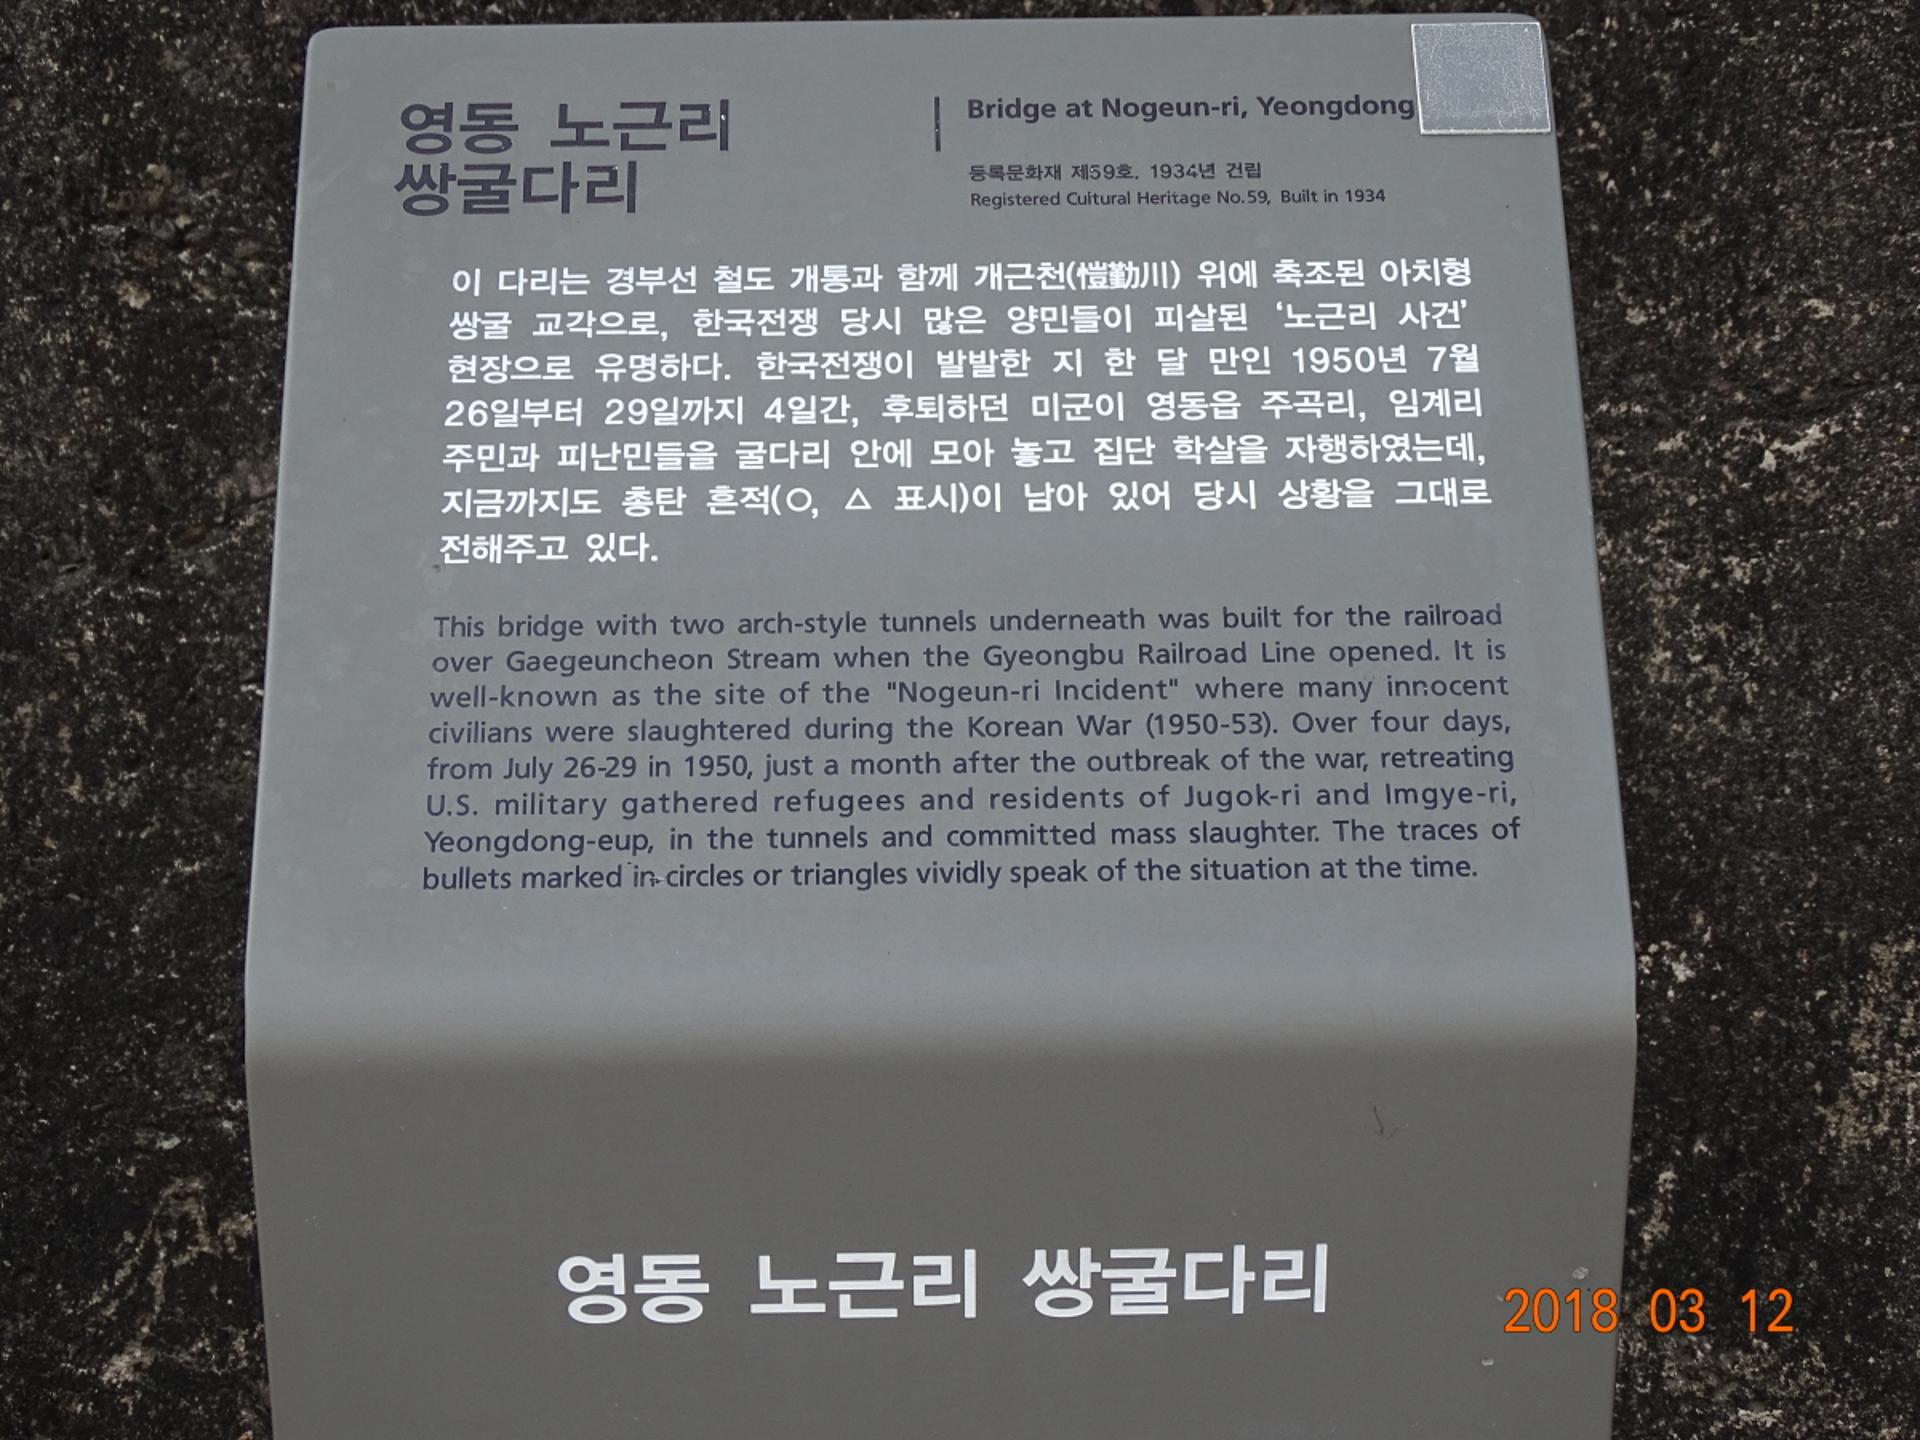 영동 노근리
쌍굴다리
Bridge at Nogeun-ri, Yeongdong
등록문화재 제59호, 1934년 건립
Registered Cultural Heritage No.59, Built in 1934
이 다리는 경부선 철도 개통과 함께 개근천(愷勤川) 위에 축조된 아치형
쌍굴 교각으로, 한국전쟁 당시 많은 양민들이 피살된 ‘노근리 사건’
현장으로 유명하다. 한국전쟁이 발발한 지 한 달 만인 1950년 7월
26일부터 29일까지 4일간, 후퇴하던 미군이 영동읍 주곡리, 임계리
주민과 피난민들을 굴다리 안에 모아 놓고 집단 학살을 자행하였는데,
지금까지도 총탄 흔적(○, △ 표시)이 남아 있어 당시 상황을 그대로
전해주고 있다.
This bridge with two arch-style tunnels underneath was built for the railroad
over Gaegeuncheon Stream when the Gyeongbu Railroad Line opened. It is
well-known as the site of the "Nogeun-ri Incident" where many innocent
civilians were slaughtered during the Korean War (1950-53). Over four days,
from July 26-29 in 1950, just a month after the outbreak of the war, retreating
U.S. military gathered refugees and residents of Jugok-ri and Imgye-ri,
Yeongdong-eup, in the tunnels and committed mass slaughter. The traces of
bullets marked in circles or triangles vividly speak of the situation at the time.
영동 노근리 쌍굴다리
2018 03 12